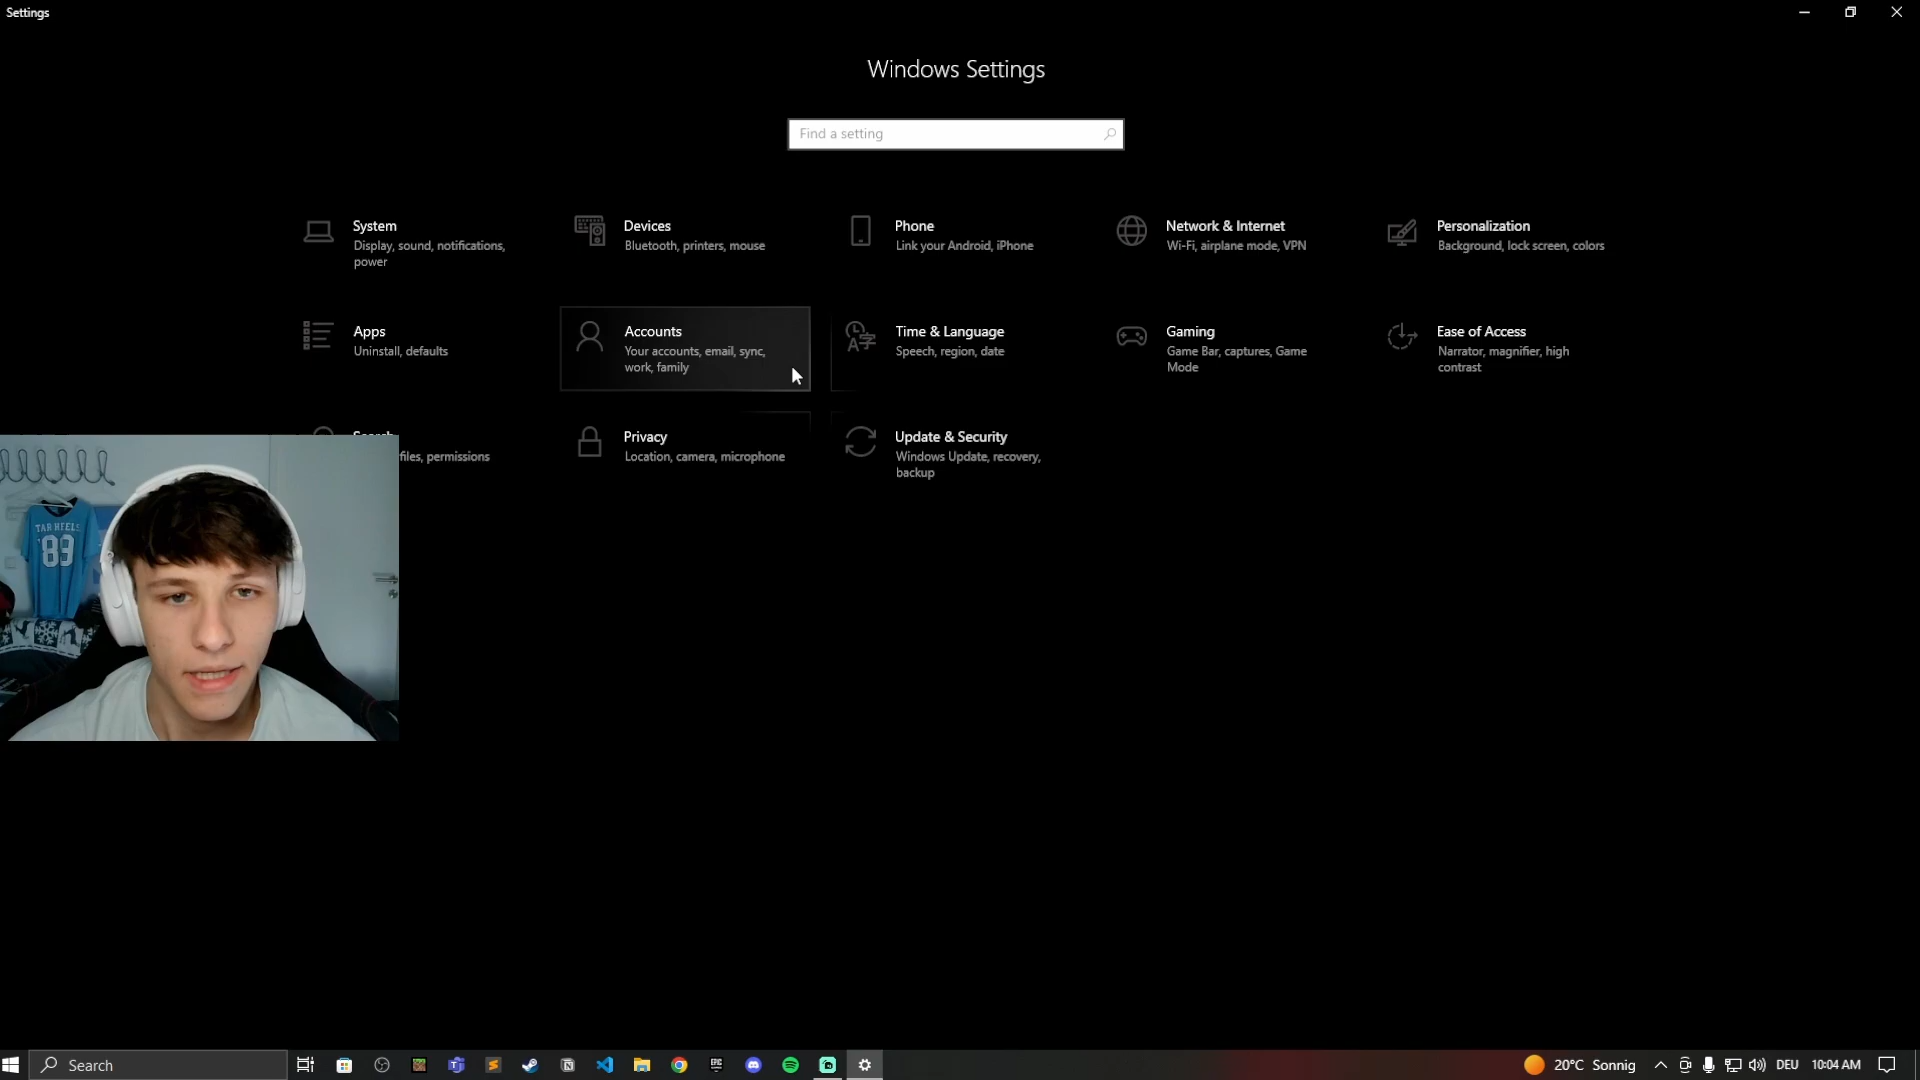 Settings
Windows Settings
Find a setting
System
Display, sound, notifications,
power
Devices
Bluetooth, printers, mouse
Phone
Link your Android, iPhone
Network & Internet
Wi-Fi, airplane mode, VPN
Personalization
Background, lock screen, colors
Apps
Uninstall, defaults
Accounts
Your accounts, email, sync,
work, family
Time & Language
Speech, region, date
Gaming
Game Bar, captures, Game
Mode
Ease of Access
Narrator, magnifier, high
contrast
Search
files, permissions
Privacy
Location, camera, microphone
Update & Security
Windows Update, recovery,
backup
TAR HEELS
89
Search
EPIC
20°C Sonnig
DEU
10:04 AM